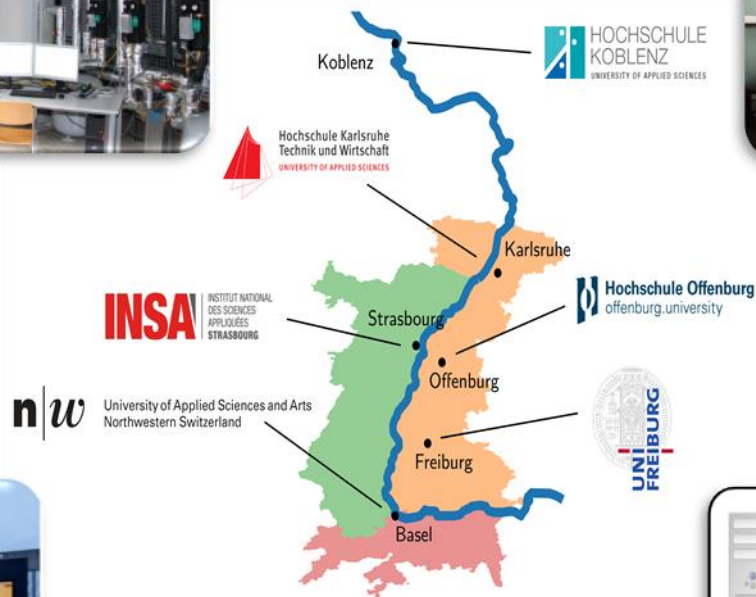 Koblenz
HOCHSCHULE
KOBLENZ
UNIVERSITY OF APPLIED SCIENCES
Hochschule Karlsruhe
Technik und Wirtschaft
UNIVERSITY OF APPLIED SCIENCES
Karlsruhe
INSA
INSTITUT NATIONAL
DES SCIENCES
APPLIQUÉES
STRASBOURG
Strasbourg
Hochschule Offenburg
offenburg.university
Offenburg
n|w
University of Applied Sciences and Arts
Northwestern Switzerland
UNI
FREIBURG
Freiburg
Basel